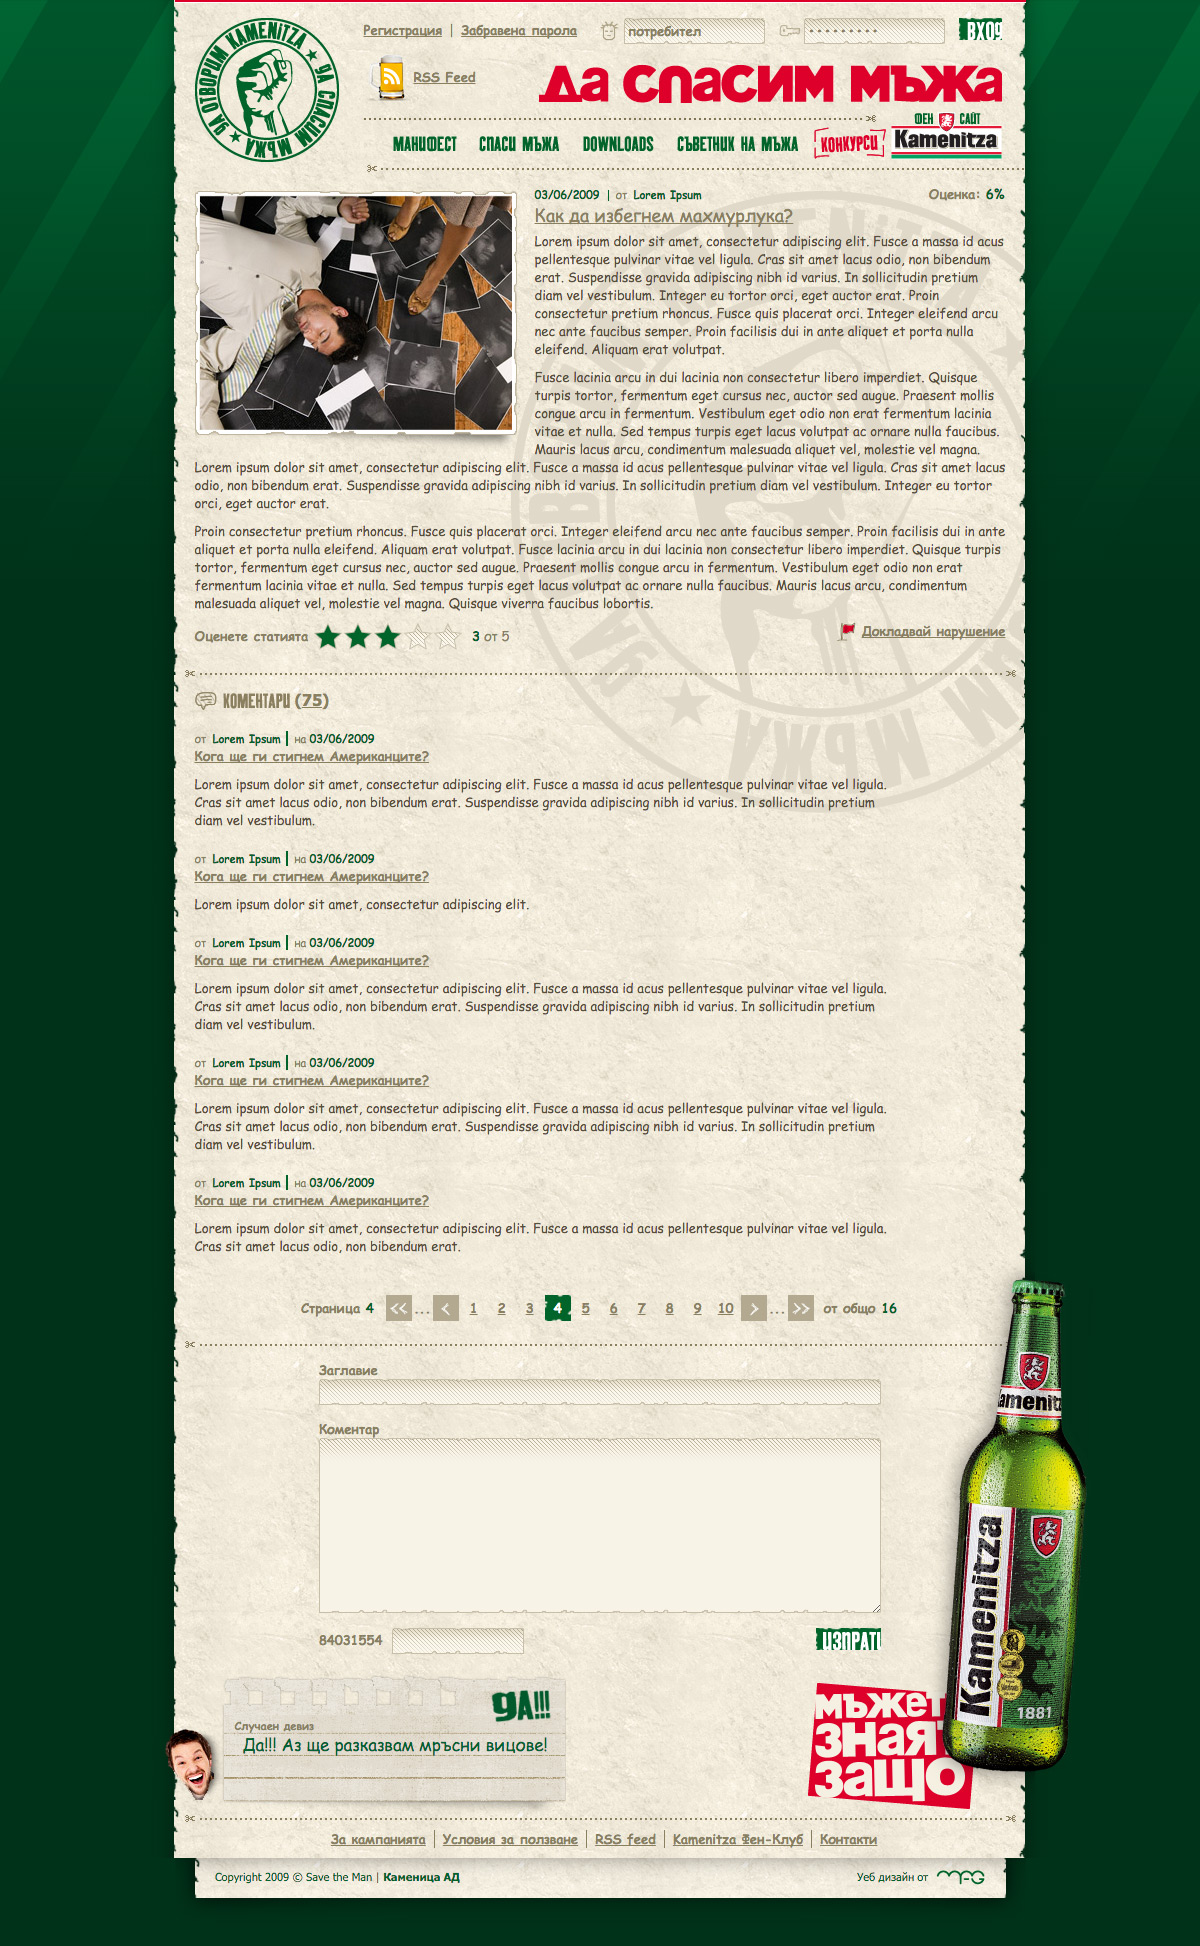 ДА ОТВОРИМ KAMENITZA ★ ДА СПАСИМ МЪЖА ★
Регистрация | Забравена парола
потребител
ВХОД
RSS Feed
да спасим мъжа
МАНИФЕСТ СПАСИ МЪЖА DOWNLOADS СЪВЕТНИК НА МЪЖА КОНКУРСИ
ФЕН САЙТ
Kamenitza
03/06/2009 | от Lorem Ipsum
Оценка: 6%
Как да избегнем махмурлука?
Lorem ipsum dolor sit amet, consectetur adipiscing elit. Fusce a massa id acus
pellentesque pulvinar vitae vel ligula. Cras sit amet lacus odio, non bibendum
erat. Suspendisse gravida adipiscing nibh id varius. In sollicitudin pretium
diam vel vestibulum. Integer eu tortor orci, eget auctor erat. Proin
consectetur pretium rhoncus. Fusce quis placerat orci. Integer eleifend arcu
nec ante faucibus semper. Proin facilisis dui in ante aliquet et porta nulla
eleifend. Aliquam erat volutpat.
Fusce lacinia arcu in dui lacinia non consectetur libero imperdiet. Quisque
turpis tortor, fermentum eget cursus nec, auctor sed augue. Praesent mollis
congue arcu in fermentum. Vestibulum eget odio non erat fermentum lacinia
vitae et nulla. Sed tempus turpis eget lacus volutpat ac ornare nulla faucibus.
Mauris lacus arcu, condimentum malesuada aliquet vel, molestie vel magna.
Lorem ipsum dolor sit amet, consectetur adipiscing elit. Fusce a massa id acus pellentesque pulvinar vitae vel ligula. Cras sit amet lacus
odio, non bibendum erat. Suspendisse gravida adipiscing nibh id varius. In sollicitudin pretium diam vel vestibulum. Integer eu tortor
orci, eget auctor erat.
Proin consectetur pretium rhoncus. Fusce quis placerat orci. Integer eleifend arcu nec ante faucibus semper. Proin facilisis dui in ante
aliquet et porta nulla eleifend. Aliquam erat volutpat. Fusce lacinia arcu in dui lacinia non consectetur libero imperdiet. Quisque turpis
tortor, fermentum eget cursus nec, auctor sed augue. Praesent mollis congue arcu in fermentum. Vestibulum eget odio non erat
fermentum lacinia vitae et nulla. Sed tempus turpis eget lacus volutpat ac ornare nulla faucibus. Mauris lacus arcu, condimentum
malesuada aliquet vel, molestie vel magna. Quisque viverra faucibus lobortis.
Оценете статията 3 от 5
Докладвай нарушение
КОМЕНТАРИ (75)
от Lorem Ipsum | на 03/06/2009
Кога ще ги стигнем Американците?
Lorem ipsum dolor sit amet, consectetur adipiscing elit. Fusce a massa id acus pellentesque pulvinar vitae vel ligula.
Cras sit amet lacus odio, non bibendum erat. Suspendisse gravida adipiscing nibh id varius. In sollicitudin pretium
diam vel vestibulum.
от Lorem Ipsum | на 03/06/2009
Кога ще ги стигнем Американците?
Lorem ipsum dolor sit amet, consectetur adipiscing elit.
от Lorem Ipsum | на 03/06/2009
Кога ще ги стигнем Американците?
Lorem ipsum dolor sit amet, consectetur adipiscing elit. Fusce a massa id acus pellentesque pulvinar vitae vel ligula.
Cras sit amet lacus odio, non bibendum erat. Suspendisse gravida adipiscing nibh id varius. In sollicitudin pretium
diam vel vestibulum.
от Lorem Ipsum | на 03/06/2009
Кога ще ги стигнем Американците?
Lorem ipsum dolor sit amet, consectetur adipiscing elit. Fusce a massa id acus pellentesque pulvinar vitae vel ligula.
Cras sit amet lacus odio, non bibendum erat. Suspendisse gravida adipiscing nibh id varius. In sollicitudin pretium
diam vel vestibulum.
от Lorem Ipsum | на 03/06/2009
Кога ще ги стигнем Американците?
Lorem ipsum dolor sit amet, consectetur adipiscing elit. Fusce a massa id acus pellentesque pulvinar vitae vel ligula.
Cras sit amet lacus odio, non bibendum erat.
Страница 4 << ... < 1 2 3 4 5 6 7 8 9 10 > ... >> от общо 16
Заглавие
Коментар
84031554
ИЗПРАТИ
Kamenitza
Kamenitza
1881
ДА!!!
Случаен девиз
Да!!! Аз ще разказвам мръсни вицове!
мъжет
знаят
защо
За кампанията | Условия за ползване | RSS feed | Kamenitza Фен-Клуб | Контакти
Copyright 2009 © Save the Man | Каменица АД
Уеб дизайн от